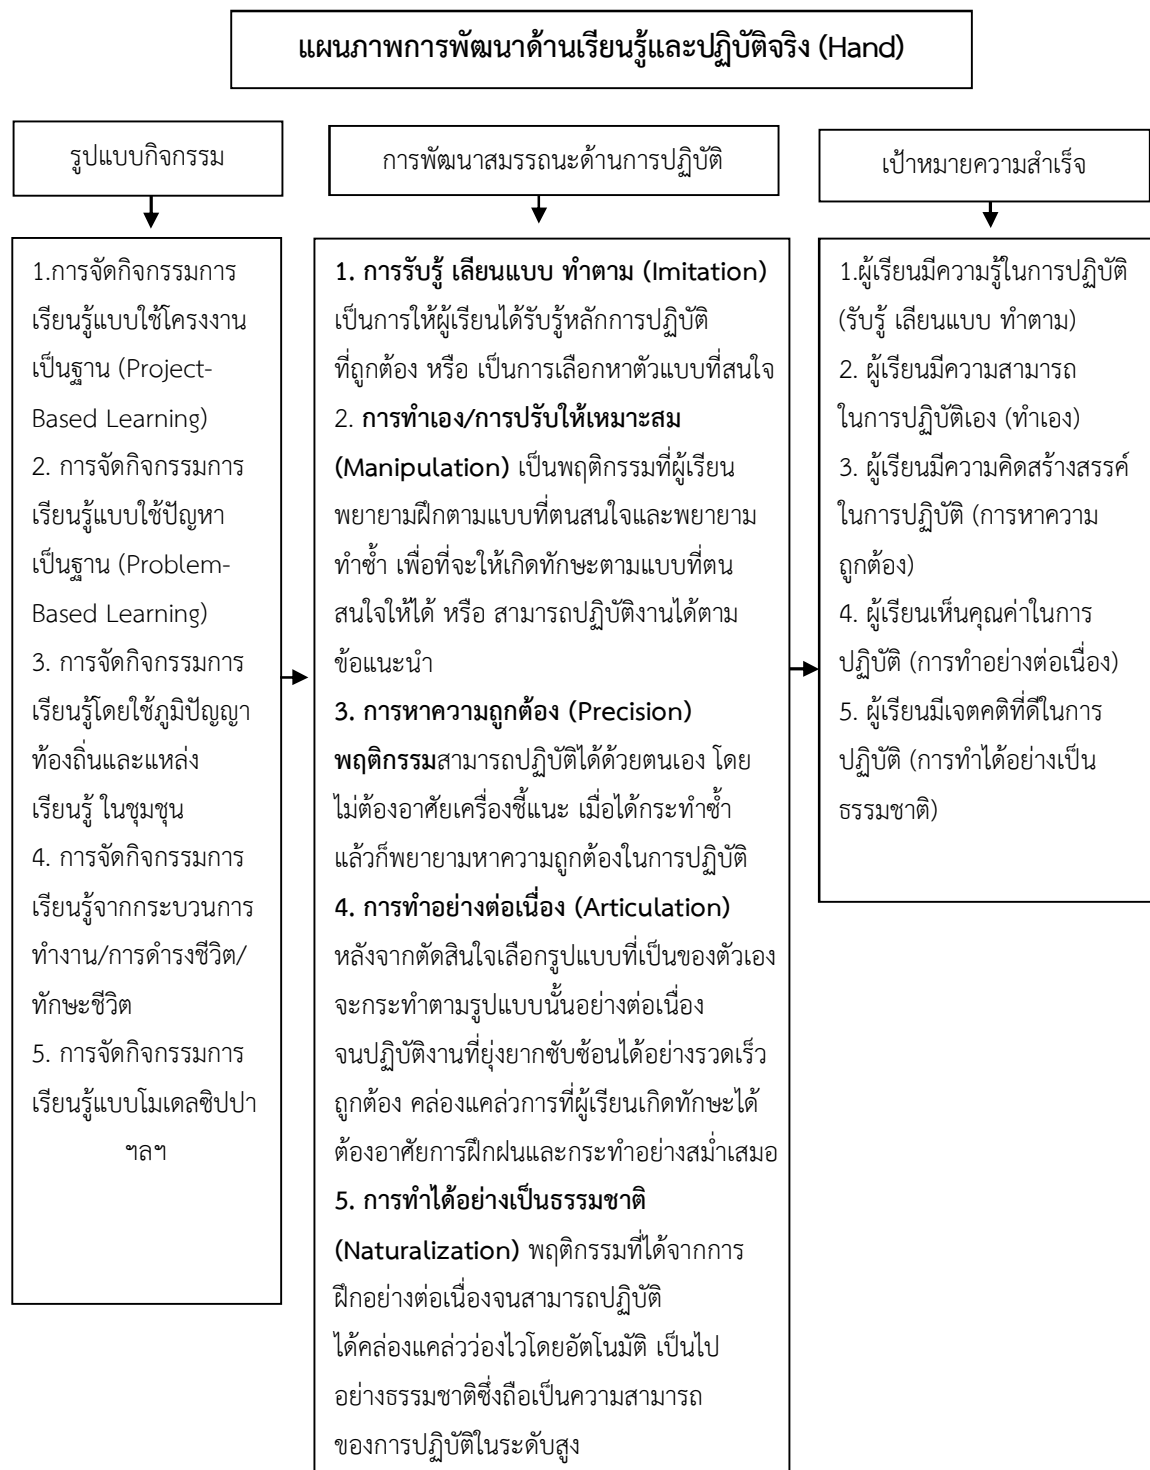 แผนภาพการพัฒนาด้านเรียนรู้และปฏิบัติจริง (Hand)
รูปแบบกิจกรรม
1.การจัดกิจกรรมการ
เรียนรู้แบบใช้โครงงาน
เป็นฐาน (Project-
Based Learning)
2. การจัดกิจกรรมการ
เรียนรู้แบบใช้ปัญหา
เป็นฐาน (Problem-
Based Learning)
3. การจัดกิจกรรมการ
เรียนรู้โดยใช้ภูมิปัญญา
ท้องถิ่นและแหล่ง
เรียนรู้ ในชุมชุน
4. การจัดกิจกรรมการ
เรียนรู้จากกระบวนการ
ทำงาน/การดำรงชีวิต/
ทักษะชีวิต
5. การจัดกิจกรรมการ
เรียนรู้แบบโมเดลซิปปา
ฯลฯ
การพัฒนาสมรรถนะด้านการปฏิบัติ
1. การรับรู้ เลียนแบบ ทำตาม (Imitation)
เป็นการให้ผู้เรียนได้รับรู้หลักการปฏิบัติ
ที่ถูกต้อง หรือ เป็นการเลือกหาตัวแบบที่สนใจ
2. การทำเอง/การปรับให้เหมาะสม
(Manipulation) เป็นพฤติกรรมที่ผู้เรียน
พยายามฝึกตามแบบที่ตนสนใจและพยายาม
ทำซ้ำ เพื่อที่จะให้เกิดทักษะตามแบบที่ตน
สนใจให้ได้ หรือ สามารถปฏิบัติงานได้ตาม
ข้อแนะนำ
3. การหาความถูกต้อง (Precision)
พฤติกรรมสามารถปฏิบัติได้ด้วยตนเอง โดย
ไม่ต้องอาศัยเครื่องชี้แนะ เมื่อได้กระทำซ้ำ
แล้วก็พยายามหาความถูกต้องในการปฏิบัติ
4. การทำอย่างต่อเนื่อง (Articulation)
หลังจากตัดสินใจเลือกรูปแบบที่เป็นของตัวเอง
จะกระทำตามรูปแบบนั้นอย่างต่อเนื่อง
จนปฏิบัติงานที่ยุ่งยากซับซ้อนได้อย่างรวดเร็ว
ถูกต้อง คล่องแคล่วการที่ผู้เรียนเกิดทักษะได้
ต้องอาศัยการฝึกฝนและกระทำอย่างสม่ำเสมอ
5. การทำได้อย่างเป็นธรรมชาติ
(Naturalization) พฤติกรรมที่ได้จากการ
ฝึกอย่างต่อเนื่องจนสามารถปฏิบัติ
ได้คล่องแคล่วว่องไวโดยอัตโนมัติ เป็นไป
อย่างธรรมชาติซึ่งถือเป็นความสามารถ
ของการปฏิบัติในระดับสูง
เป้าหมายความสำเร็จ
1.ผู้เรียนมีความรู้ในการปฏิบัติ
(รับรู้ เลียนแบบ ทำตาม)
2. ผู้เรียนมีความสามารถ
ในการปฏิบัติเอง (ทำเอง)
3. ผู้เรียนมีความคิดสร้างสรรค์
ในการปฏิบัติ (การหาความ
ถูกต้อง)
4. ผู้เรียนเห็นคุณค่าในการ
ปฏิบัติ (การทำอย่างต่อเนื่อง)
5. ผู้เรียนมีเจตคติที่ดีในการ
ปฏิบัติ (การทำได้อย่างเป็น
ธรรมชาติ)